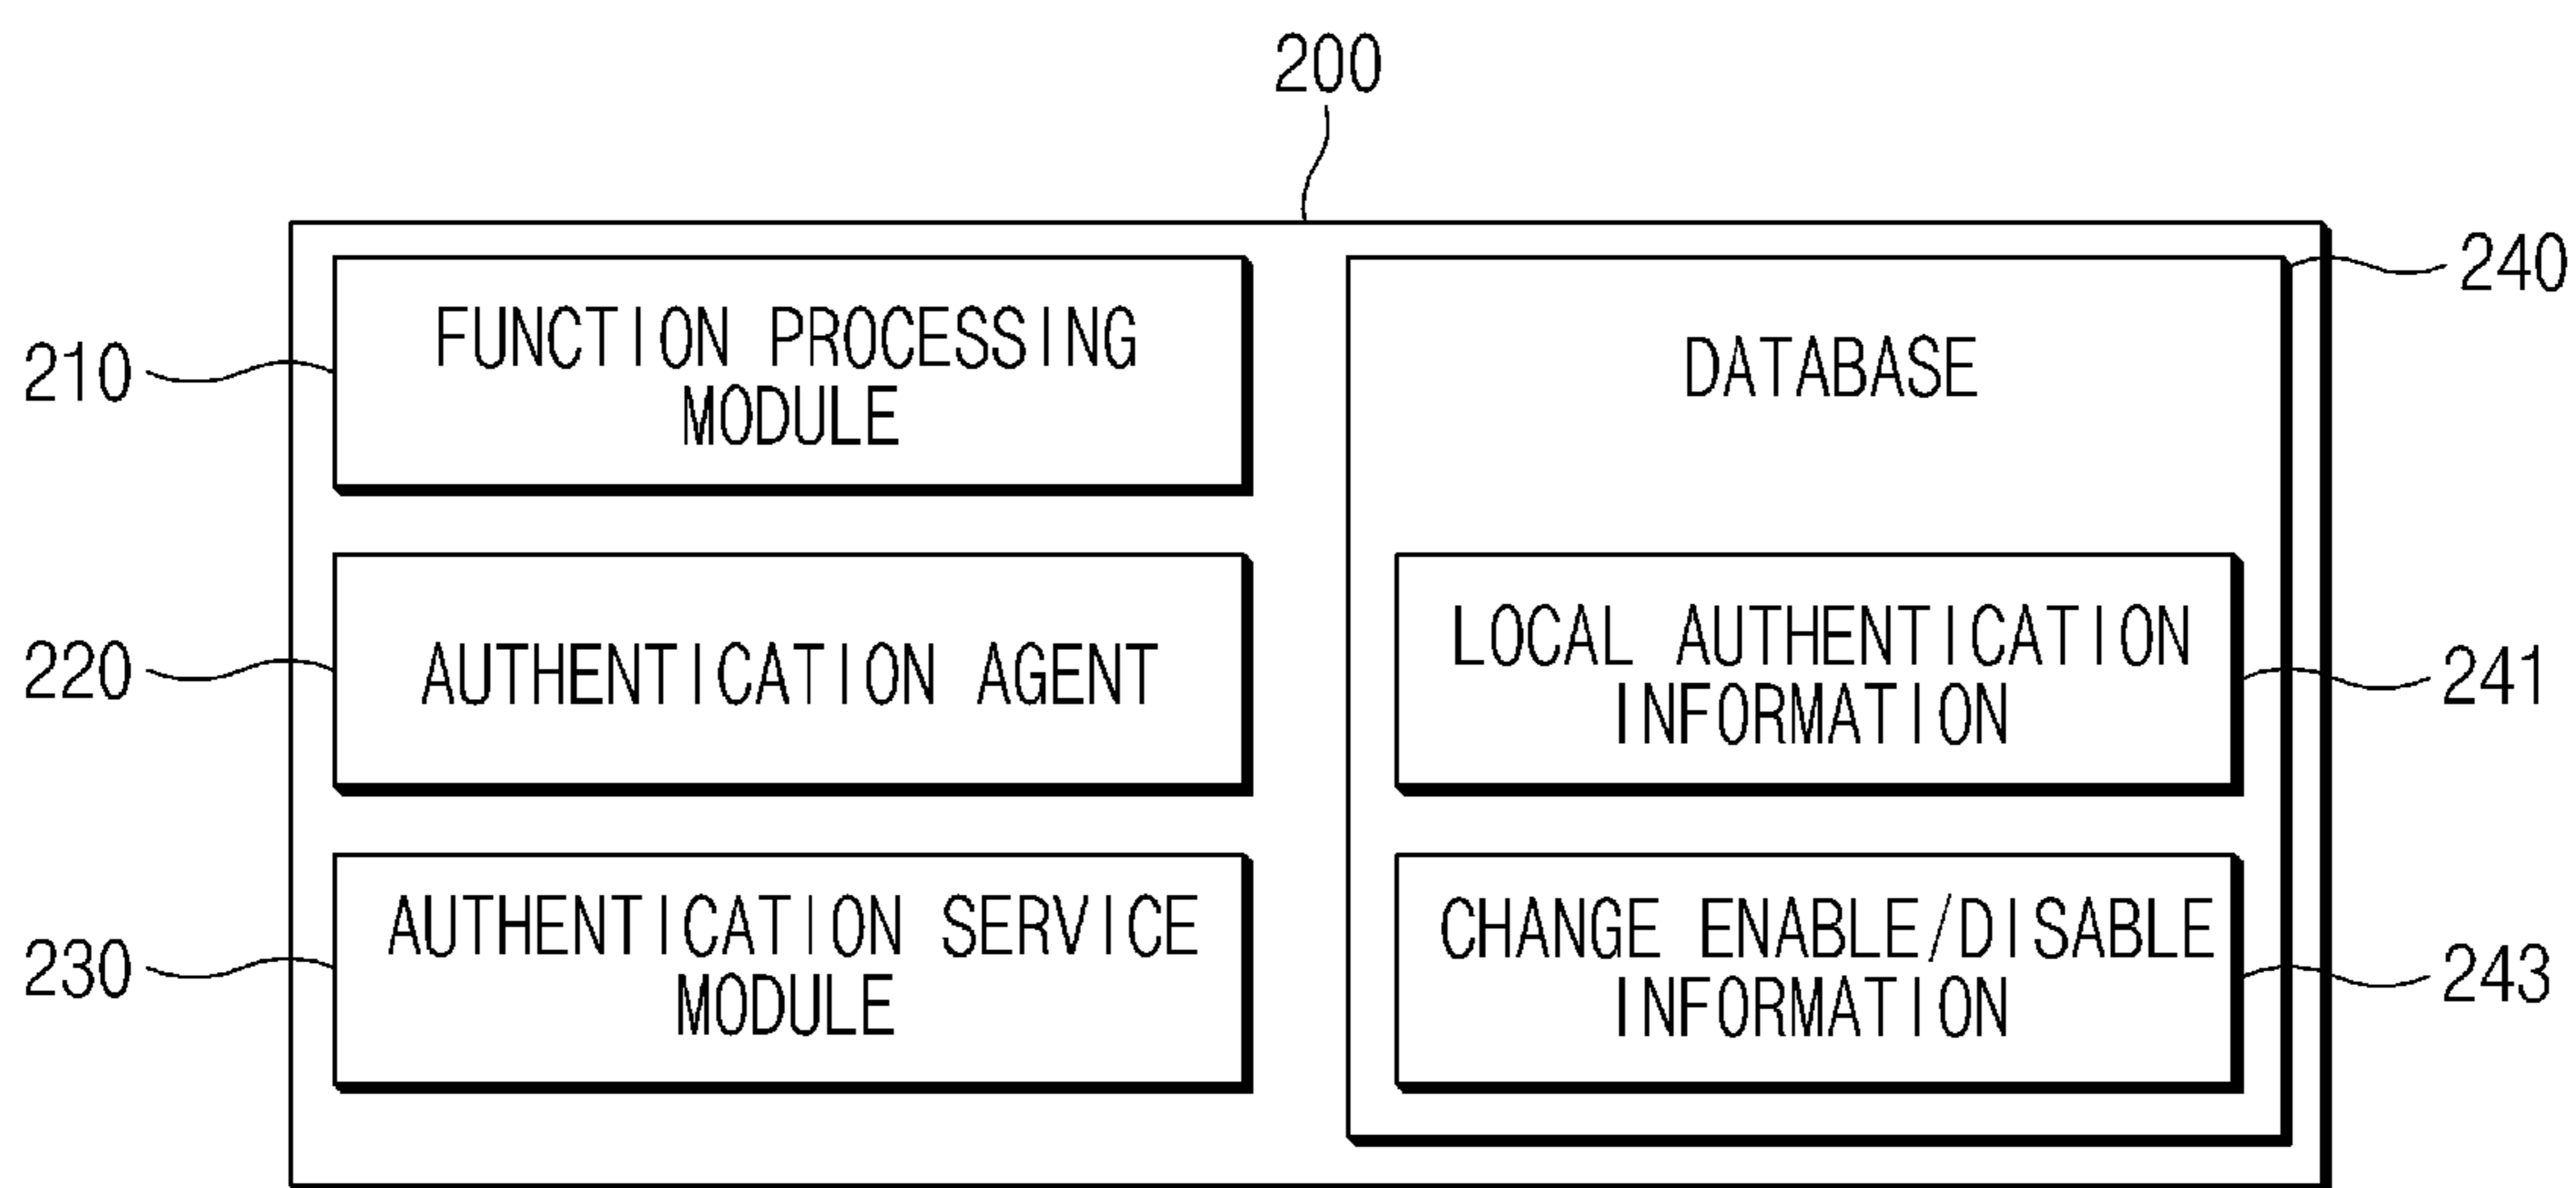 200
240
210
FUNCTION PROCESSING
MODULE
DATABASE
220
AUTHENTICATION AGENT
LOCAL AUTHENTICATION
INFORMATION
241
230
AUTHENTICATION SERVICE
MODULE
CHANGE ENABLE/DISABLE
INFORMATION
243